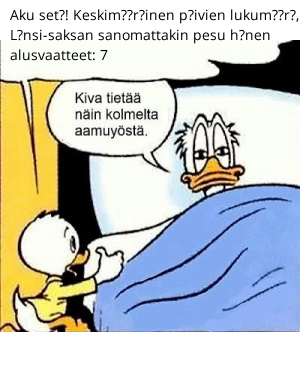 Aku set?! Keskim??r?inen p?ivien lukum??r?,
L?nsi-saksan sanomattakin pesu h?nen
alusvaatteet: 7
Kiva tietää
näin kolmelta
aamuyöstä.